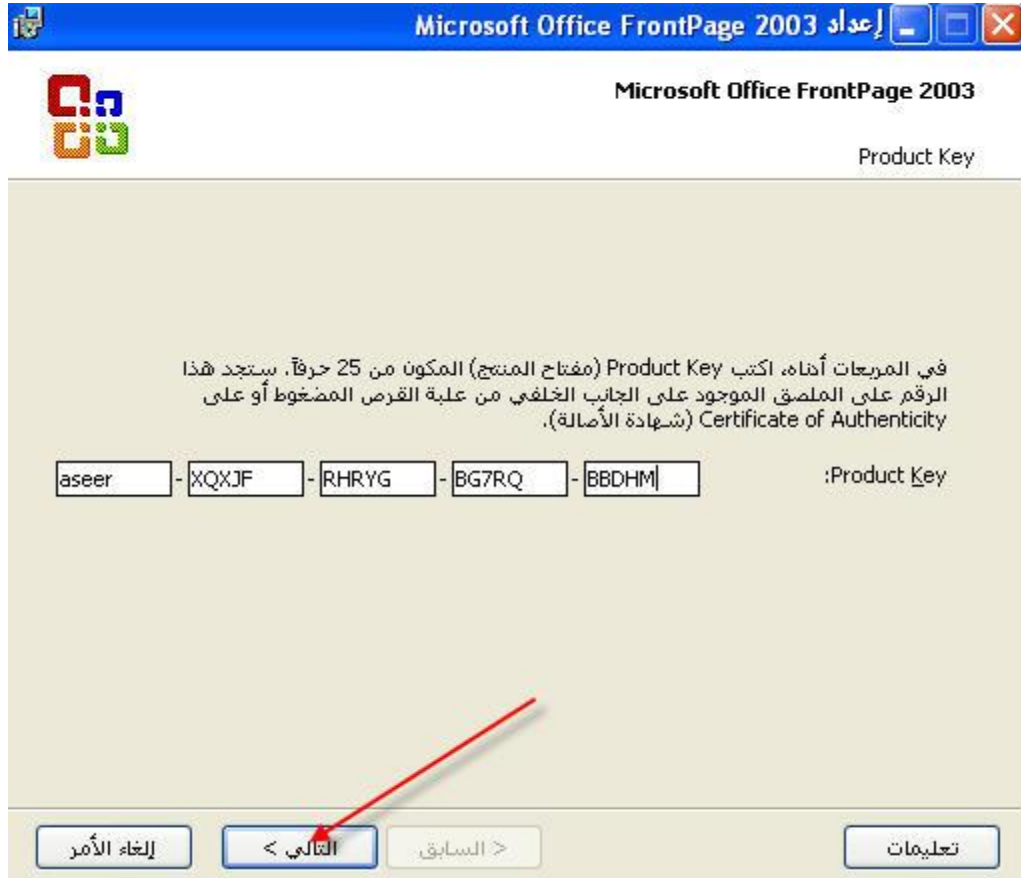 إعداد Microsoft Office FrontPage 2003
Microsoft Office FrontPage 2003
Product Key
في المربعات أدناه، اكتب Product Key (مفتاح المنتج) المكون من 25 حرفاً. ستجد هذا
الرقم على الملصق الموجود على الجانب الخلفي من علبة القرص المضغوط أو على
Certificate of Authenticity (شهادة الأصالة).
Product Key:
aseer - XQXJF - RHRYG - BG7RQ - BBDHM
تعليمات
< السابق
التالي >
إلغاء الأمر